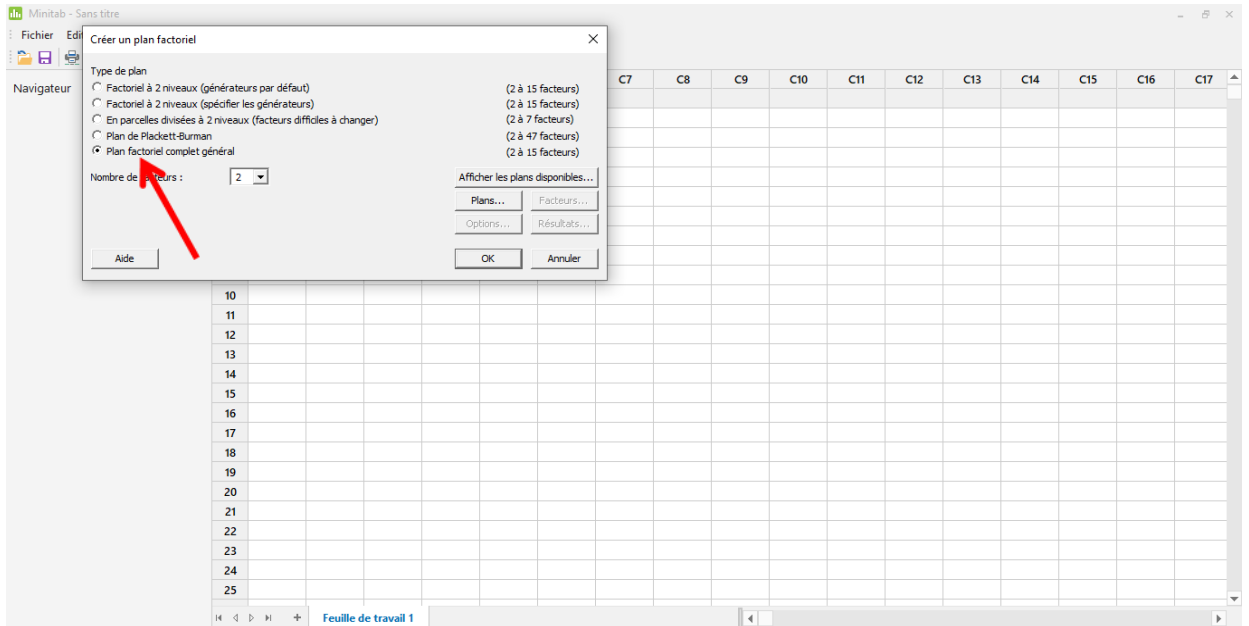 Minitab - Sans titre
Fichier Edi
Créer un plan factoriel
Navigateur
Type de plan
Factoriel à 2 niveaux (générateurs par défaut) (2 à 15 facteurs)
Factoriel à 2 niveaux (spécifier les générateurs) (2 à 15 facteurs)
En parcelles divisées à 2 niveaux (facteurs difficiles à changer) (2 à 7 facteurs)
Plan de Plackett-Burman (2 à 47 facteurs)
Plan factoriel complet général (2 à 15 facteurs)
Nombre de facteurs : 2 Afficher les plans disponibles...
Plans... Facteurs...
Options... Résultats...
Aide OK Annuler
C7 C8 C9 C10 C11 C12 C13 C14 C15 C16 C17
10
11
12
13
14
15
16
17
18
19
20
21
22
23
24
25
Feuille de travail 1